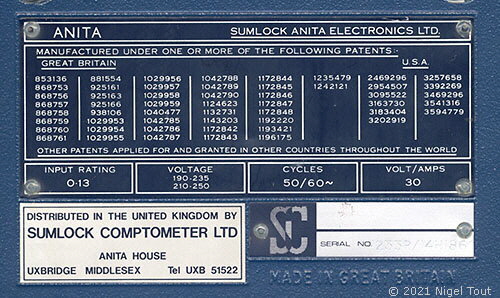 ANITA SUMLOCK ANITA ELECTRONICS LTD.
MANUFACTURED UNDER ONE OR MORE OF THE FOLLOWING PATENTS:-
GREAT BRITAIN U.S.A.
853136 881554 1029956 1042788 1172844 1235479 2469296 3257658
868753 925161 1029957 1042789 1172845 1242121 2954507 3392269
868756 925163 1029958 1042790 1172846 3095522 3469296
868757 925166 1029959 1124623 1172847 3163730 3541316
868758 938106 1040477 1132731 1172848 3183404 3594779
868759 1029953 1042785 1143203 1192220 3202919
868760 1029954 1042786 1172842 1193421
868761 1029955 1042787 1172843 1196175
OTHER PATENTS APPLIED FOR AND GRANTED IN OTHER COUNTRIES THROUGHOUT THE WORLD
INPUT RATING VOLTAGE CYCLES VOLT/AMPS
0·13 190-235 50/60~ 30
210-250
DISTRIBUTED IN THE UNITED KINGDOM BY
SUMLOCK COMPTOMETER LTD
ANITA HOUSE
UXBRIDGE MIDDLESEX Tel UXB 51522
SC
SERIAL NO.
MADE IN GREAT BRITAIN
© 2021 Nigel Tout